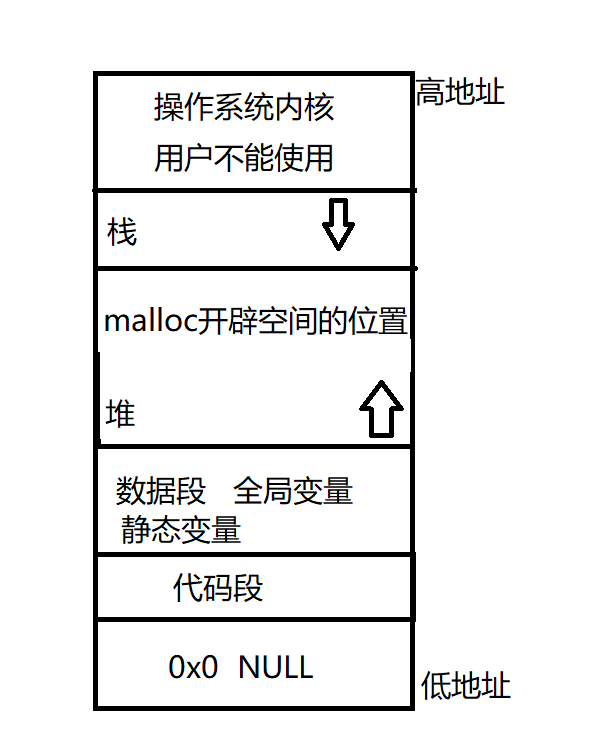 高地址
操作系统内核
用户不能使用
栈
malloc开辟空间的位置
堆
数据段 全局变量
静态变量
代码段
0x0 NULL
低地址